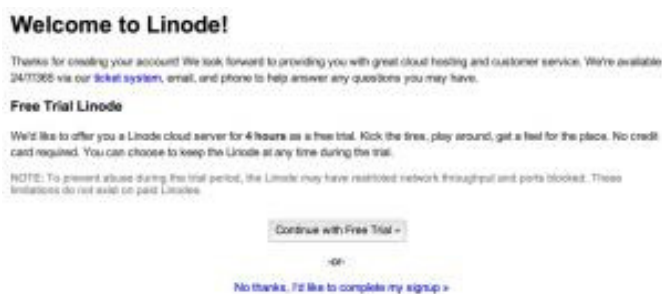 Welcome to Linode!
Thanks for creating your account! We look forward to providing you with great cloud hosting and customer service. We're available
24/7/365 via our ticket system, email, and phone to help answer any questions you may have.
Free Trial Linode
We'd like to offer you a Linode cloud server for 4 hours as a free trial. Kick the tires, play around, get a feel for the place. No credit
card required. You can choose to keep the Linode at any time during the trial.
NOTE: To prevent abuse during the trial period, the Linode may have restricted network throughput and ports blocked. These
limitations do not exist on paid Linodes.
Continue with Free Trial »
-or-
No thanks, I'd like to complete my signup »